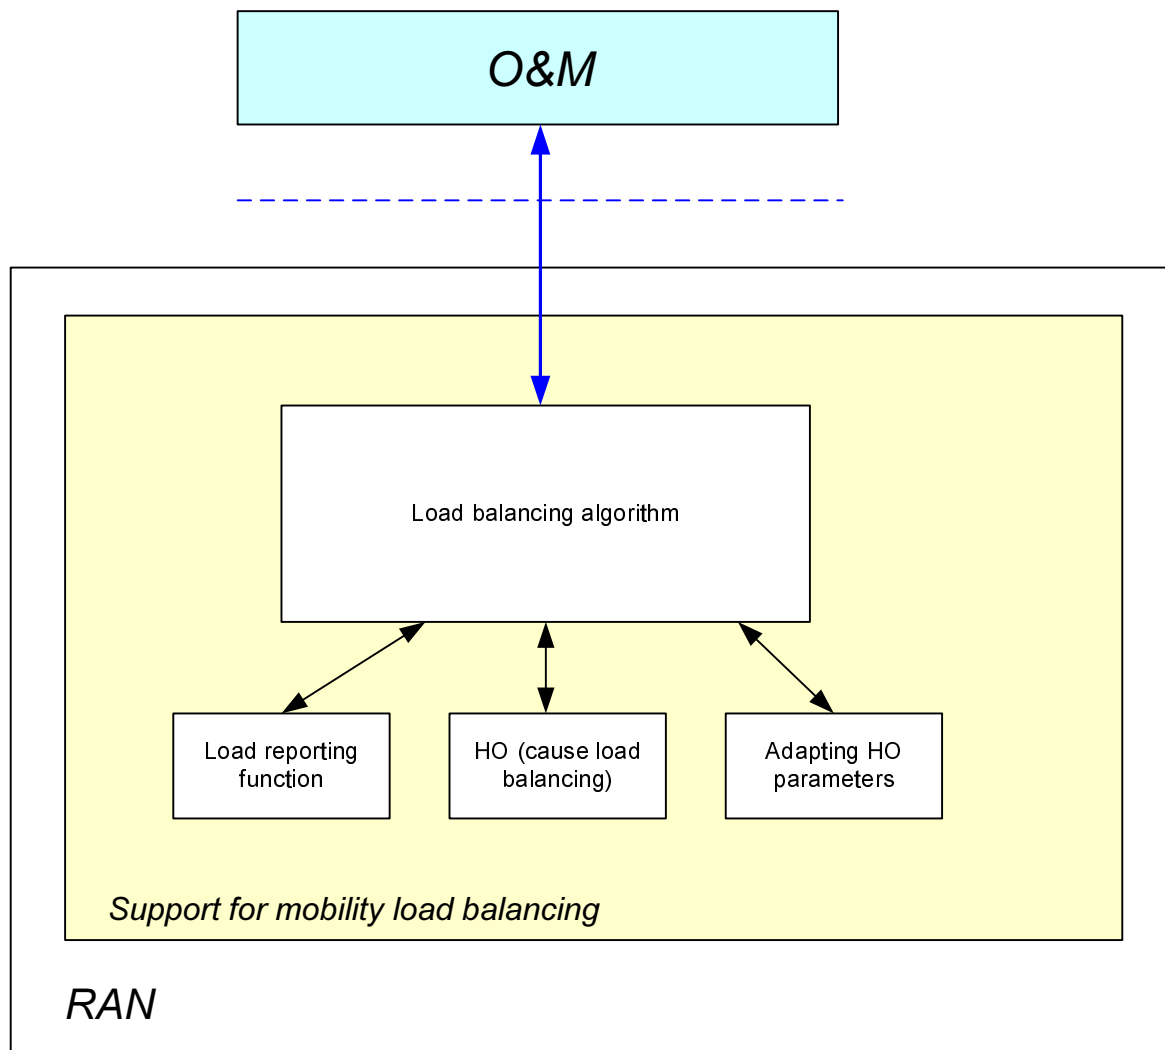 O&M
Load balancing algorithm
Load reporting
function
HO (cause load
balancing)
Adapting HO
parameters
Support for mobility load balancing
RAN